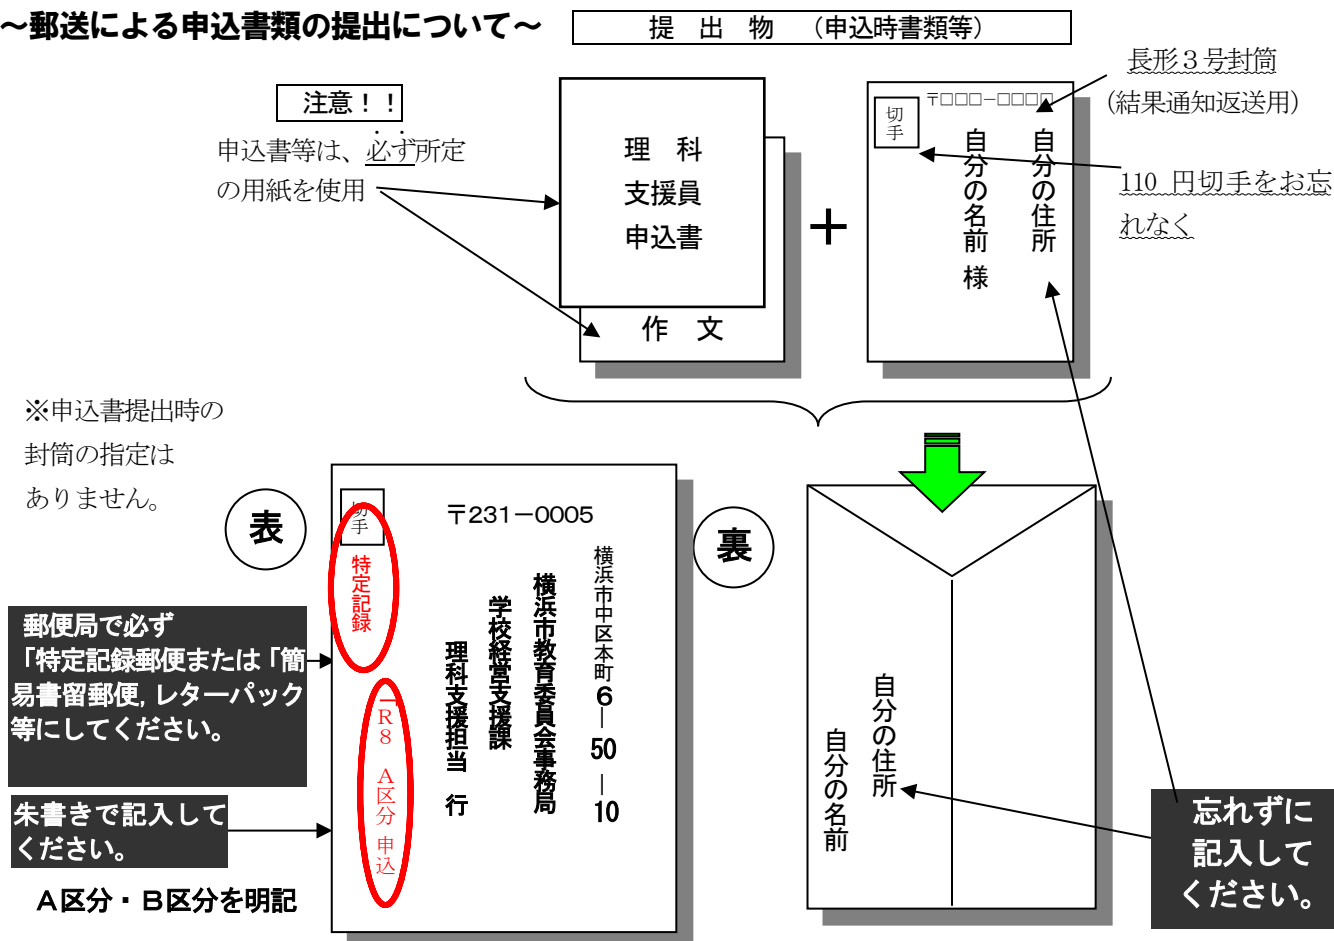 ～郵送による申込書類の提出について～
提　出　物　（申込時書類等）
注意！！
申込書等は、必ず所定
の用紙を使用
理　科
支援員
申込書
作　文
＋
切手
〒□□□－□□□□
自分の住所
自分の名前 様
長形３号封筒
(結果通知返送用)
110 円切手をお忘
れなく
※申込書提出時の
封筒の指定は
ありません。
表
切手
特定記録
「R8　A区分 申込
〒231－0005
横浜市中区本町6―50―10
横浜市教育委員会事務局
学校経営支援課
理科支援担当　行
郵便局で必ず
「特定記録郵便または「簡
易書留郵便,レターパック
等にしてください。
朱書きで記入して
ください。
Ａ区分・Ｂ区分を明記
裏
自分の住所
自分の名前
忘れずに
記入して
ください。